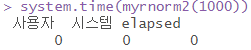 > system.time(myrnorm2(1000))
사용자  시스템 elapsed
0       0       0